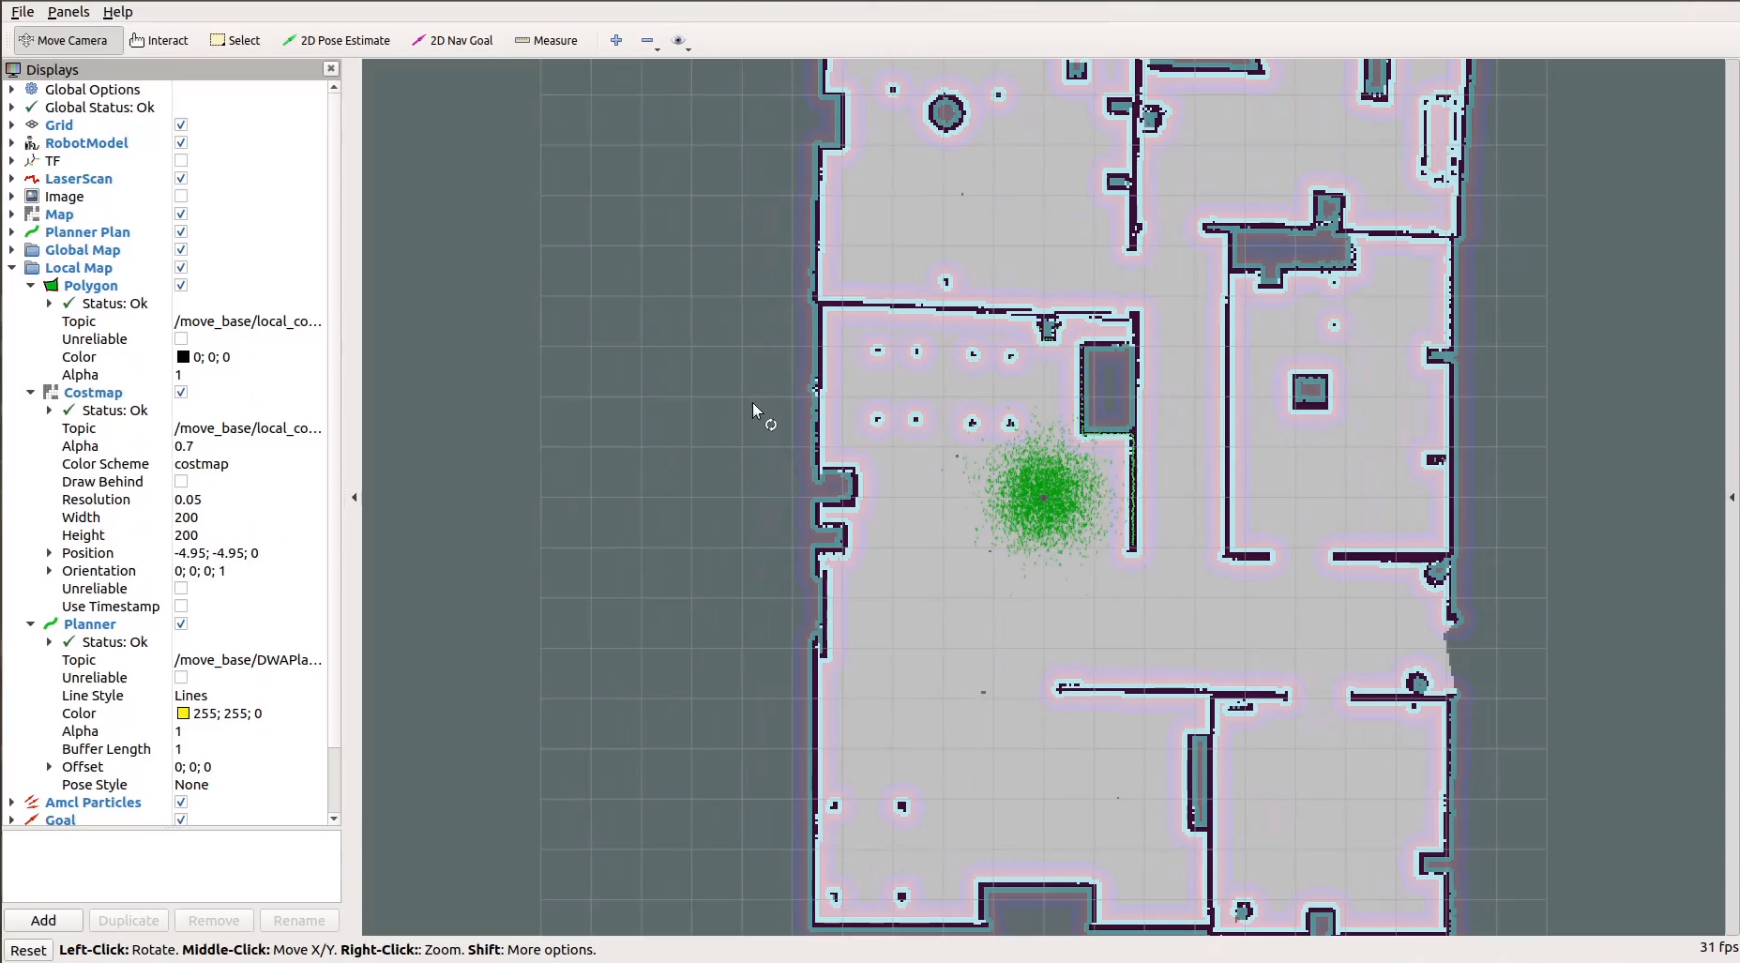 File Panels Help
Move Camera Interact Select 2D Pose Estimate 2D Nav Goal Measure
Displays
Global Options
Global Status: Ok
Grid
RobotModel
TF
LaserScan
Image
Map
Planner Plan
Global Map
Local Map
Polygon
Status: Ok
Topic /move_base/local_co...
Unreliable
Color 0; 0; 0
Alpha 1
Costmap
Status: Ok
Topic /move_base/local_co...
Alpha 0.7
Color Scheme costmap
Draw Behind
Resolution 0.05
Width 200
Height 200
Position -4.95; -4.95; 0
Orientation 0; 0; 0; 1
Unreliable
Use Timestamp
Planner
Status: Ok
Topic /move_base/DWAPla...
Unreliable
Line Style Lines
Color 255; 255; 0
Alpha 1
Buffer Length 1
Offset 0; 0; 0
Pose Style None
Amcl Particles
Goal
Add Duplicate Remove Rename
Reset Left-Click: Rotate. Middle-Click: Move X/Y. Right-Click:: Zoom. Shift: More options. 31 fps